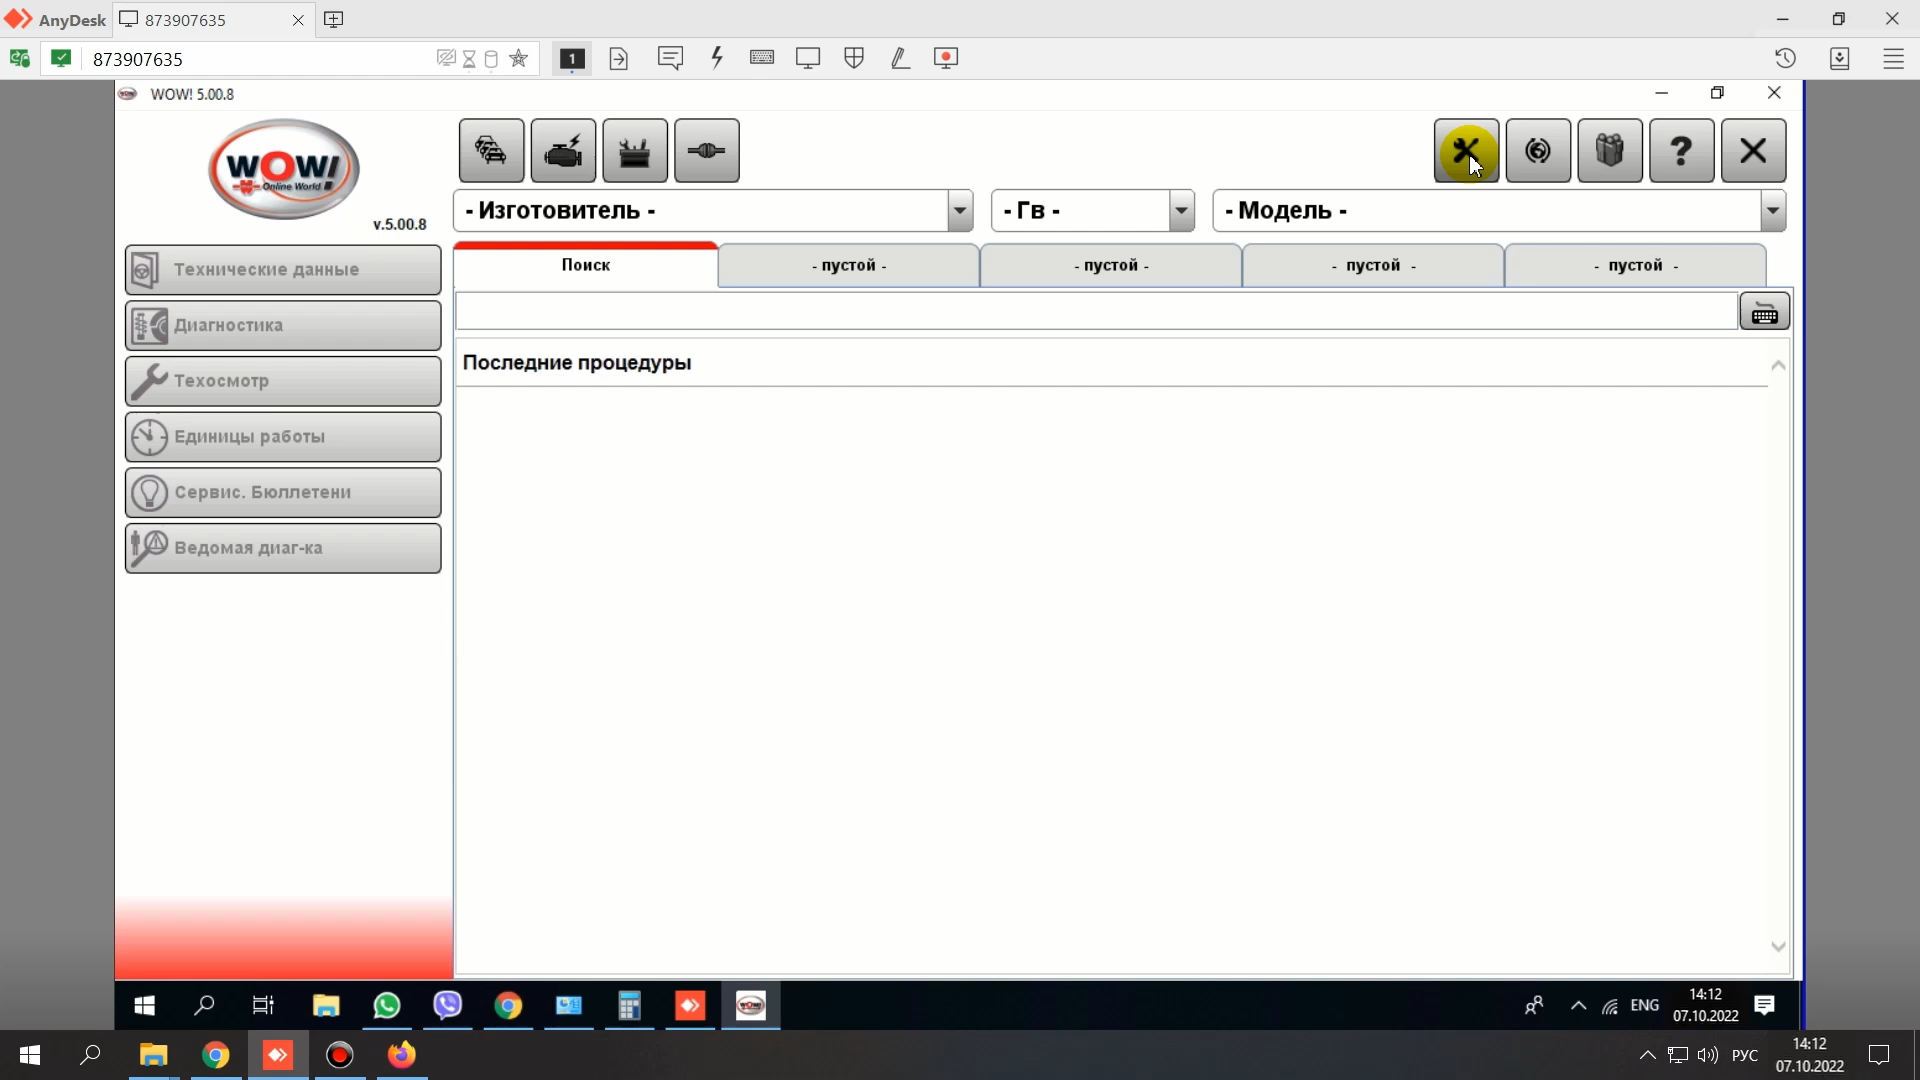 AnyDesk
873907635
873907635
1
WOW! 5.00.8
WOW!
Online World
v.5.00.8
- Изготовитель -
- Гв -
- Модель -
Технические данные
Диагностика
Техосмотр
Единицы работы
Сервис. Бюллетени
Ведомая диаг-ка
Поиск
- пустой -
- пустой -
- пустой -
- пустой -
Последние процедуры
ENG
14:12
07.10.2022
РУС
14:12
07.10.2022